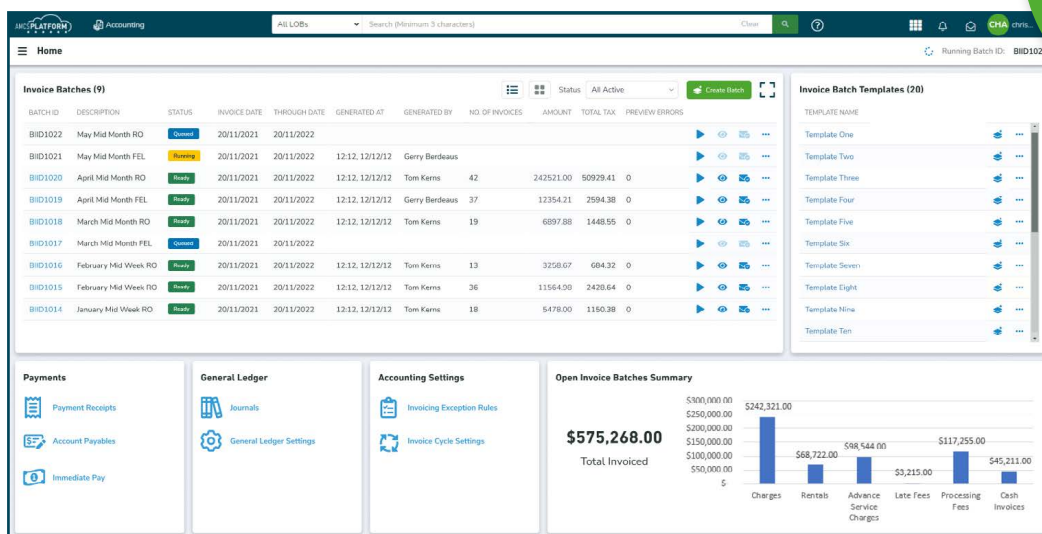 AMCS PLATFORM Accounting All LOBs Search (Minimum 3 characters) Clear CHA chris...
Home Running Batch ID: BIID102
Invoice Batches (9) Status All Active Create Batch
BATCH ID DESCRIPTION STATUS INVOICE DATE THROUGH DATE GENERATED AT GENERATED BY NO. OF INVOICES AMOUNT TOTAL TAX PREVIEW ERRORS
BIID1022 May Mid Month RO Queued 20/11/2021 20/11/2022
BIID1021 May Mid Month FEL Running 20/11/2021 20/11/2022 12:12, 12/12/12 Gerry Berdeaus
BIID1020 April Mid Month RO Ready 20/11/2021 20/11/2022 12:12, 12/12/12 Tom Kerns 42 242521.00 50929.41 0
BIID1019 April Mid Month FEL Ready 20/11/2021 20/11/2022 12:12, 12/12/12 Gerry Berdeaus 37 12354.21 2594.38 0
BIID1018 March Mid Month RO Ready 20/11/2021 20/11/2022 12:12, 12/12/12 Tom Kerns 19 6897.88 1448.55 0
BIID1017 March Mid Month FEL Queued 20/11/2021 20/11/2022
BIID1016 February Mid Week RO Ready 20/11/2021 20/11/2022 12:12, 12/12/12 Tom Kerns 13 3258.67 684.32 0
BIID1015 February Mid Week RO Ready 20/11/2021 20/11/2022 12:12, 12/12/12 Tom Kerns 36 11564.98 2428.64 0
BIID1014 January Mid Week RO Ready 20/11/2021 20/11/2022 12:12, 12/12/12 Tom Kerns 18 5478.00 1150.38 0
Invoice Batch Templates (20)
TEMPLATE NAME
Template One
Template Two
Template Three
Template Four
Template Five
Template Six
Template Seven
Template Eight
Template Nine
Template Ten
Payments
Payment Receipts
Account Payables
Immediate Pay
General Ledger
Journals
General Ledger Settings
Accounting Settings
Invoicing Exception Rules
Invoice Cycle Settings
Open Invoice Batches Summary
$575,268.00
Total Invoiced
$300,000.00
$250,000.00
$200,000.00
$150,000.00
$100,000.00
$50,000.00
$
$242,321.00
$68,722.00
$98,544.00
$3,215.00
$117,255.00
$45,211.00
Charges Rentals Advance Service Charges Late Fees Processing Fees Cash Invoices